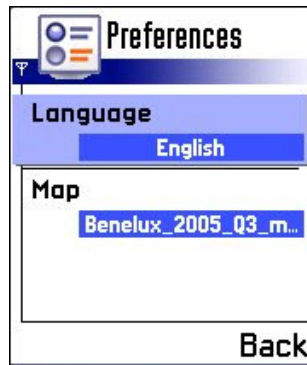 Preferences
Language
English
Map
Benelux_2005_Q3_m...
Back